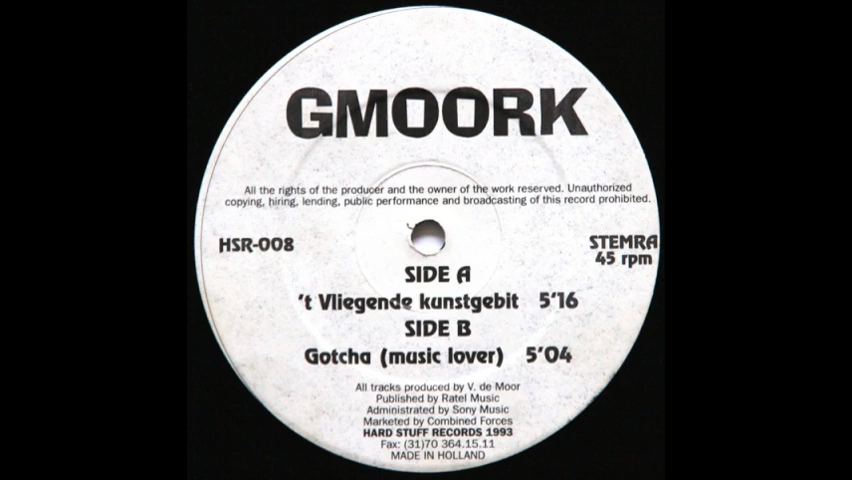 GMOORK
All the rights of the producer and the owner of the work reserved. Unauthorized
copying, hiring, lending, public performance and broadcasting of this record prohibited.
HSR-008
STEMRA
45 rpm
SIDE A
't Vliegende kunstgebit 5'16
SIDE B
Gotcha (music lover) 5'04
All tracks produced by V. de Moor
Published by Ratel Music
Administrated by Sony Music
Marketed by Combined Forces
HARD STUFF RECORDS 1993
Fax: (31)70 364.15.11
MADE IN HOLLAND